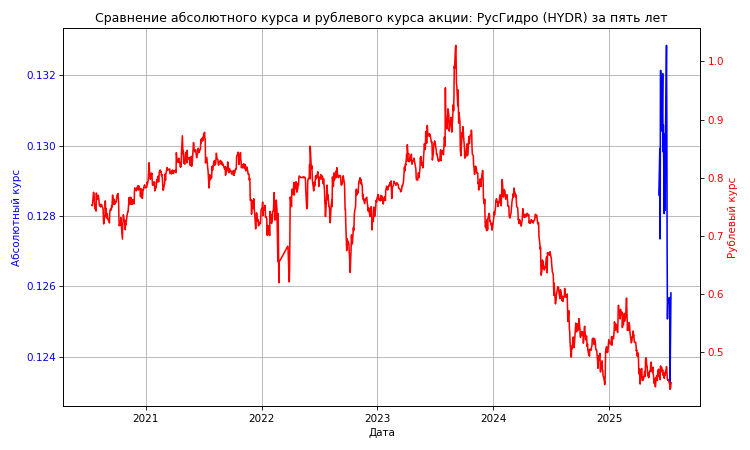 Сравнение абсолютного курса и рублевого курса акции: РусГидро (HYDR) за пять лет
0.132
0.130
0.128
0.126
0.124
Абсолютный курс
1.0
0.9
0.8
0.7
0.6
0.5
Рублевый курс
2021 2022 2023 2024 2025
Дата